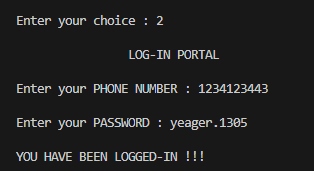 Enter your choice : 2
LOG-IN PORTAL
Enter your PHONE NUMBER : 1234123443
Enter your PASSWORD : yeager.1305
YOU HAVE BEEN LOGGED-IN !!!